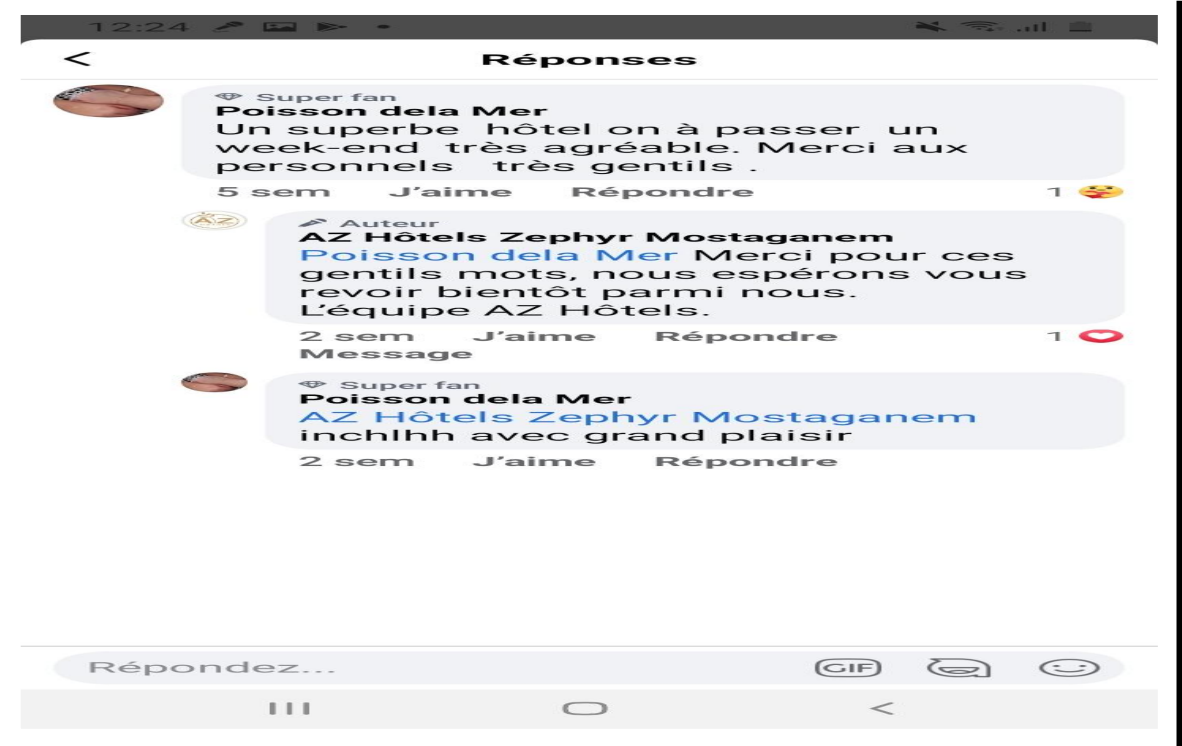 12:24
Réponses
Super fan
Poisson dela Mer
Un superbe hôtel on à passer un
week-end très agréable. Merci aux
personnels très gentils .
5 sem J'aime Répondre 1
AZ
Auteur
AZ Hôtels Zephyr Mostaganem
Poisson dela Mer Merci pour ces
gentils mots, nous espérons vous
revoir bientôt parmi nous.
L'équipe AZ Hôtels.
2 sem J'aime Répondre 1
Message
Super fan
Poisson dela Mer
AZ Hôtels Zephyr Mostaganem
inchlhh avec grand plaisir
2 sem J'aime Répondre
Répondez...
GIF